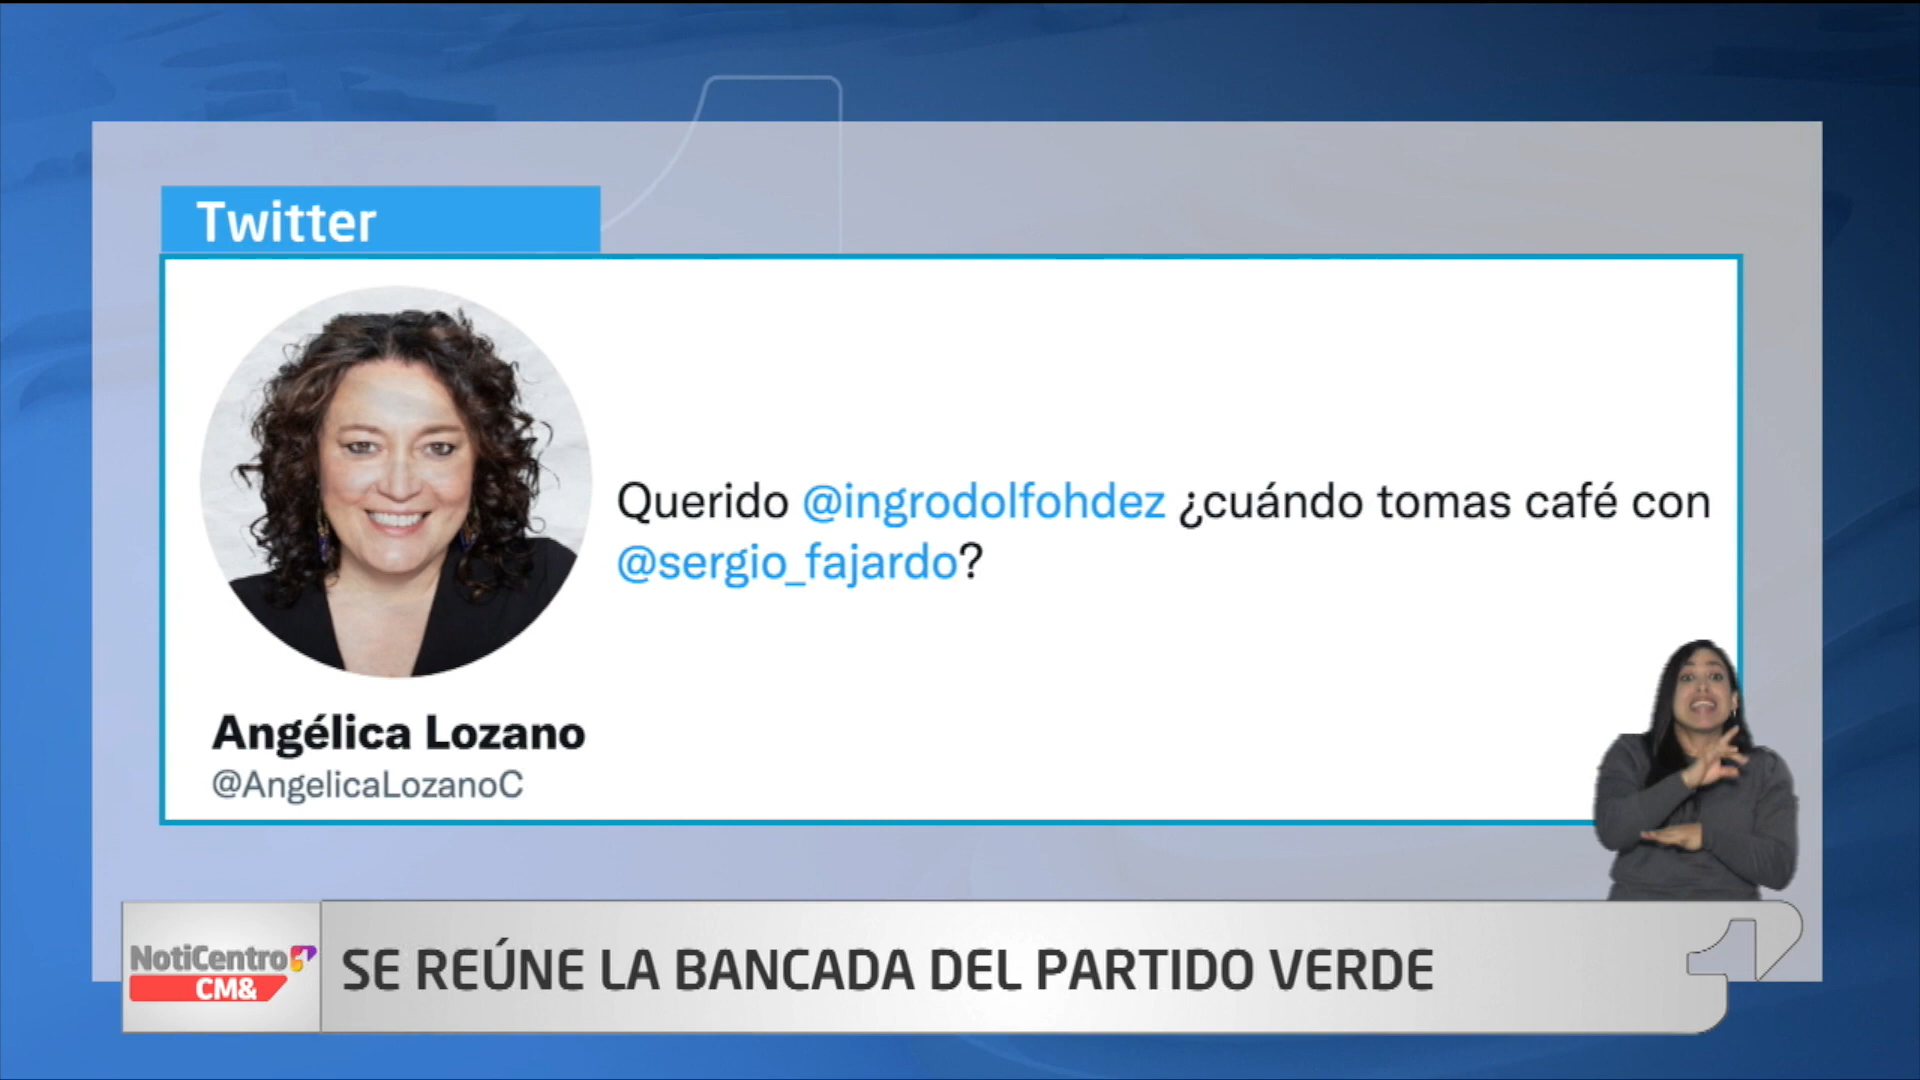 Twitter
Querido @ingrodolfohdez ¿cuándo tomas café con
@sergio_fajardo?
Angélica Lozano
@AngelicaLozanoC
NotiCentro 1
CM&
SE REÚNE LA BANCADA DEL PARTIDO VERDE